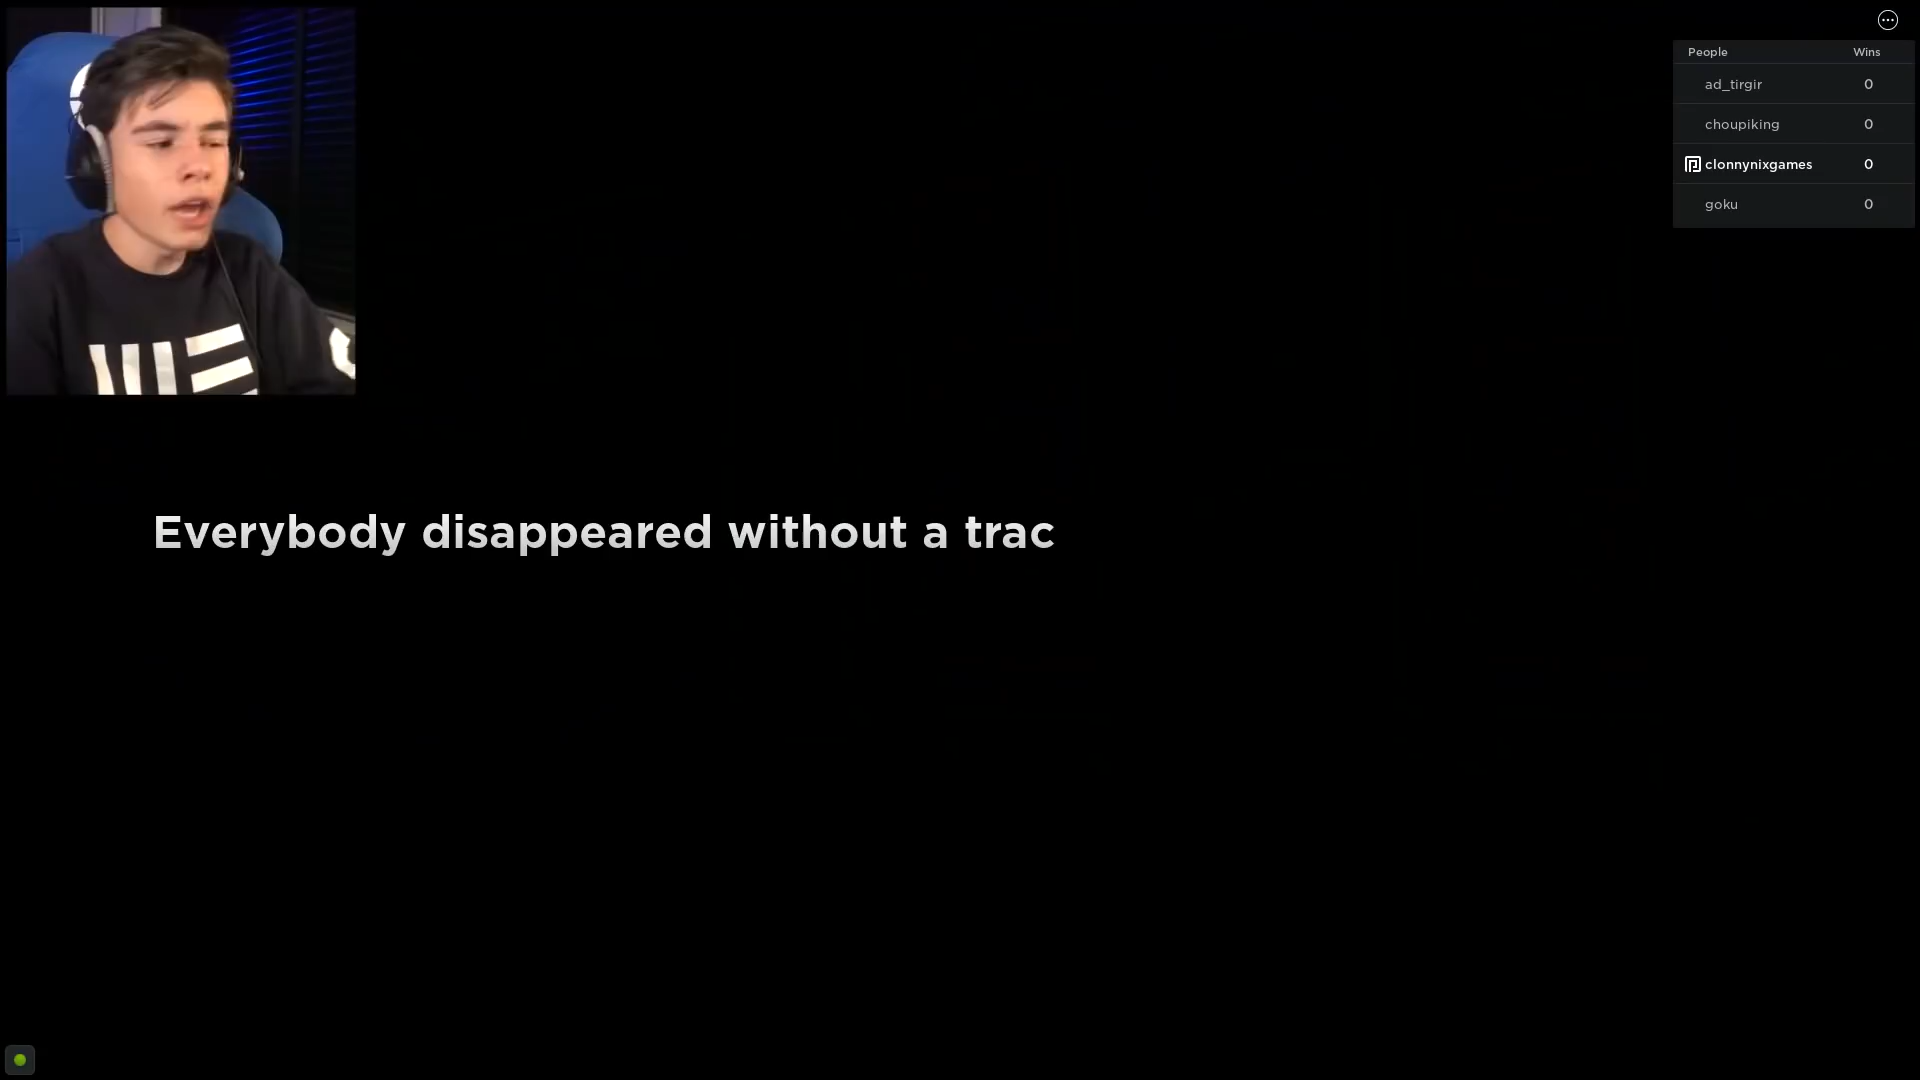 People Wins
ad_tirgir 0
choupiking 0
clonnynixgames 0
goku 0
Everybody disappeared without a trac